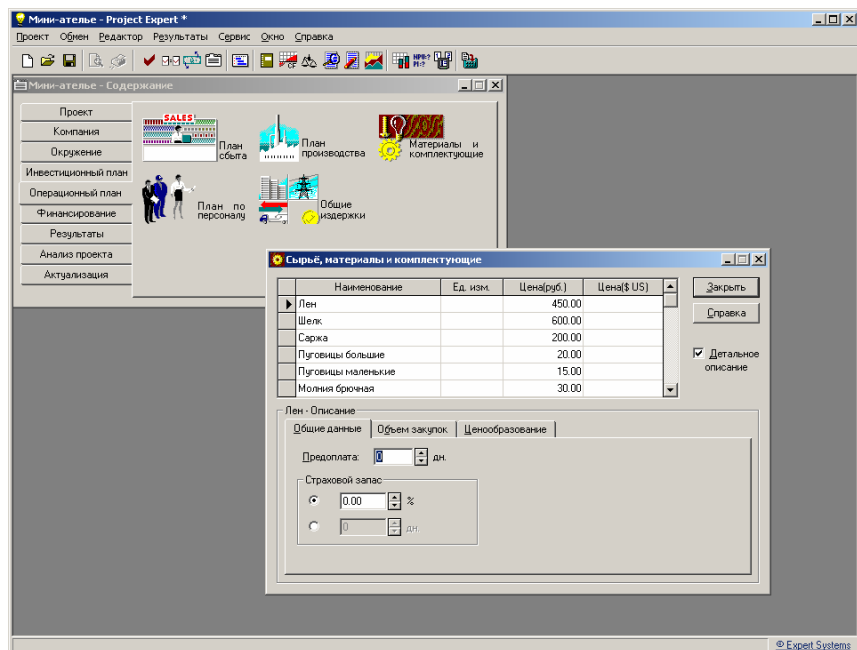 Мини-ателье - Project Expert *
Проект Обмен Редактор Результаты Сервис Окно Справка
Мини-ателье - Содержание
Проект
Компания
Окружение
Инвестиционный план
Операционный план
Финансирование
Результаты
Анализ проекта
Актуализация
SALES!
План сбыта
План производства
Материалы и комплектующие
План по персоналу
Общие издержки
Сырьё, материалы и комплектующие
Наименование Ед. изм. Цена(руб.) Цена($ US)
Лен 450.00
Шелк 600.00
Саржа 200.00
Пуговицы большие 20.00
Пуговицы маленькие 15.00
Молния брючная 30.00
Закрыть
Справка
Детальное описание
Лен - Описание
Общие данные Объем закупок Ценообразование
Предоплата: 0 дн.
Страховой запас
0.00 %
0 дн.
© Expert Systems